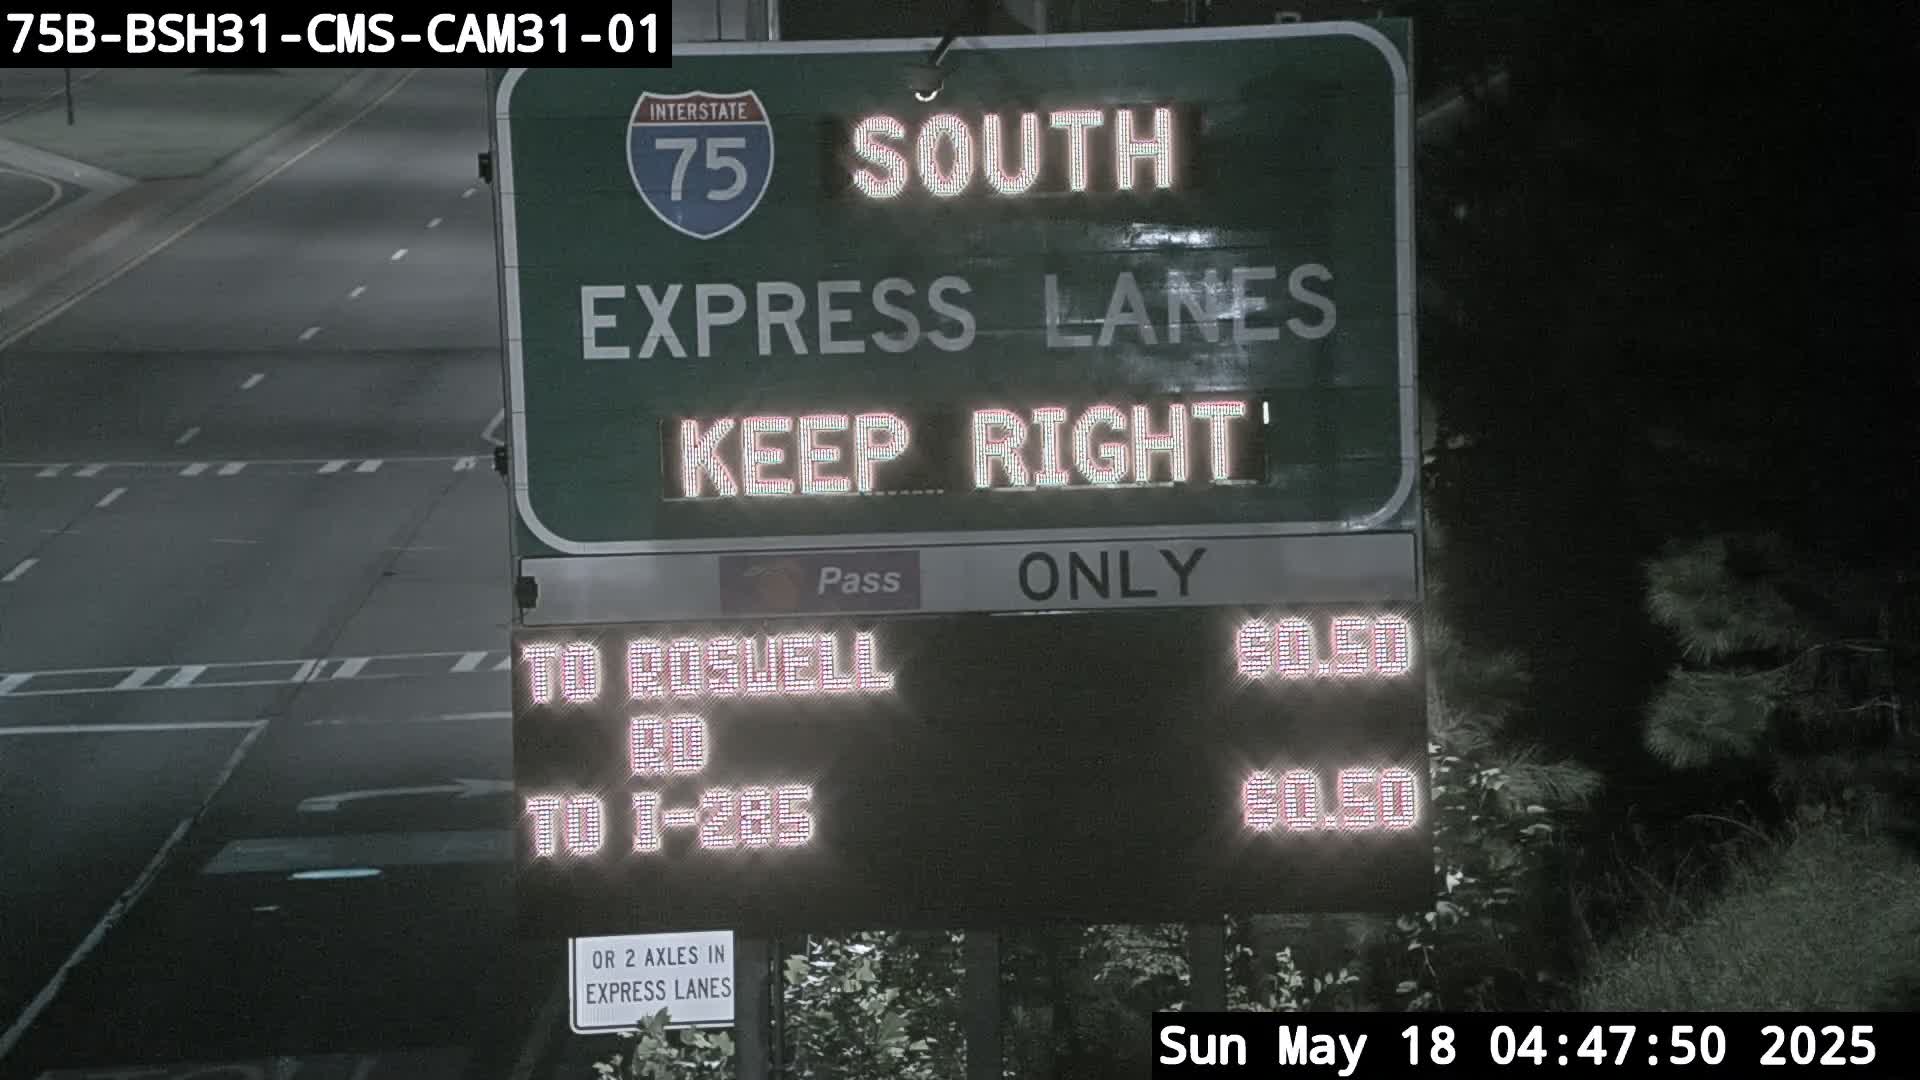 75B-BSH31-CMS-CAM31-01
INTERSTATE
75
SOUTH
EXPRESS LANES
KEEP RIGHT
Pass ONLY
TO ROSWELL $0.50
RD
TO I-285 $0.50
OR 2 AXLES IN
EXPRESS LANES
Sun May 18 04:47:50 2025